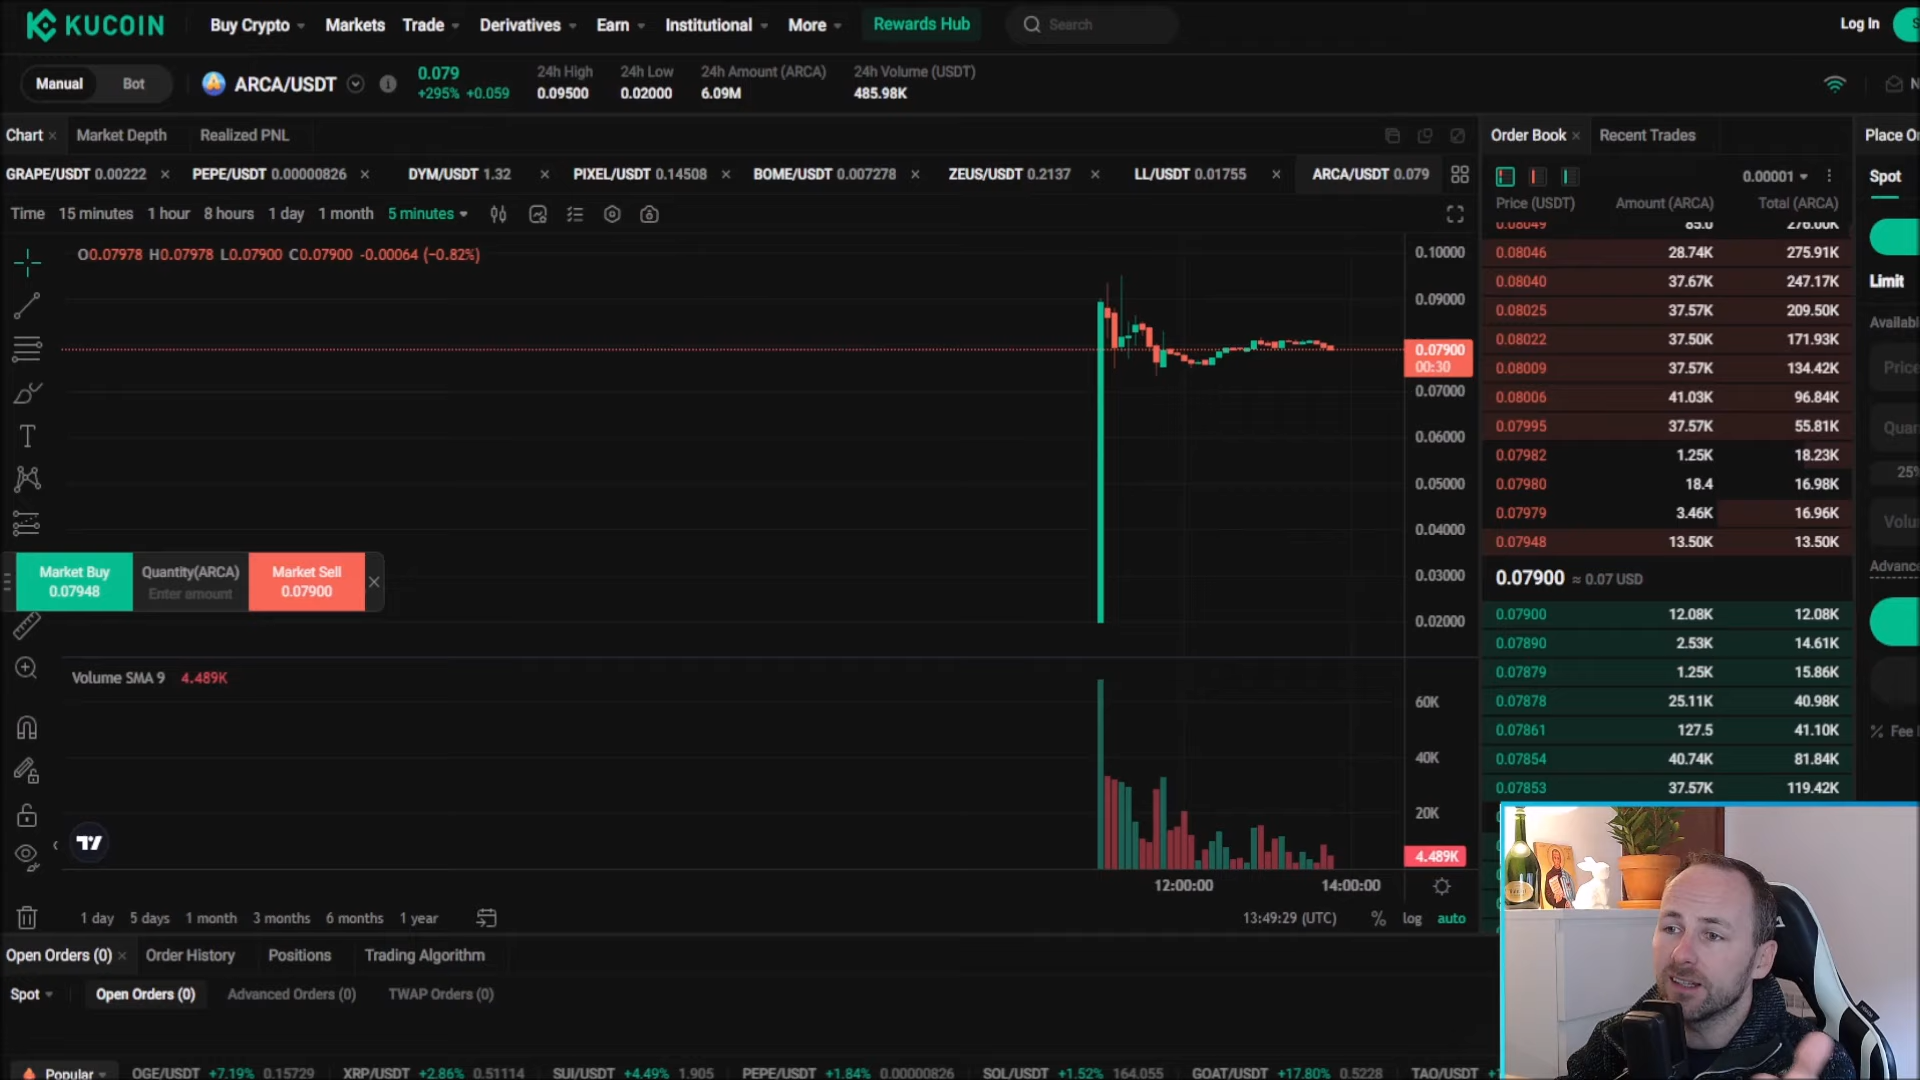 KUCOIN
Buy Crypto
Markets
Trade
Derivatives
Earn
Institutional
More
Rewards Hub
Search
Log In
Manual
Bot
ARCA/USDT
0.079
+295% +0.059
24h High
0.09500
24h Low
0.02000
24h Amount (ARCA)
6.09M
24h Volume (USDT)
485.98K
Chart
Market Depth
Realized PNL
GRAPE/USDT 0.00222
PEPE/USDT 0.00000826
DYM/USDT 1.32
PIXEL/USDT 0.14508
BOME/USDT 0.007278
ZEUS/USDT 0.2137
LL/USDT 0.01755
ARCA/USDT 0.079
Time 15 minutes 1 hour 8 hours 1 day 1 month 5 minutes
O0.07978 H0.07978 L0.07900 C0.07900 -0.00064 (−0.82%)
0.10000
0.09000
0.07900
00:30
0.07000
0.06000
0.05000
0.04000
0.03000
0.02000
Market Buy
0.07948
Quantity(ARCA)
Enter amount
Market Sell
0.07900
Volume SMA 9 4.489K
60K
40K
20K
4.489K
12:00:00
14:00:00
1 day 5 days 1 month 3 months 6 months 1 year
13:49:29 (UTC)
% log auto
Order Book
Recent Trades
0.00001
Price (USDT) Amount (ARCA) Total (ARCA)
0.08049 85.0 276.00K
0.08046 28.74K 275.91K
0.08040 37.67K 247.17K
0.08025 37.57K 209.50K
0.08022 37.50K 171.93K
0.08009 37.57K 134.42K
0.08006 41.03K 96.84K
0.07995 37.57K 55.81K
0.07982 1.25K 18.23K
0.07980 18.4 16.98K
0.07979 3.46K 16.96K
0.07948 13.50K 13.50K
0.07900 ≈ 0.07 USD
0.07900 12.08K 12.08K
0.07890 2.53K 14.61K
0.07879 1.25K 15.86K
0.07878 25.11K 40.98K
0.07861 127.5 41.10K
0.07854 40.74K 81.84K
0.07853 37.57K 119.42K
Place O
Spot
Limit
Availabl
Price
Quan
25%
Volu
Advanc
% Fee
Open Orders (0)
Order History
Positions
Trading Algorithm
Spot
Open Orders (0)
Advanced Orders (0)
TWAP Orders (0)
Popular
OGE/USDT +7.19% 0.15729
XRP/USDT +2.86% 0.51114
SUI/USDT +4.49% 1.905
PEPE/USDT +1.84% 0.00000826
SOL/USDT +1.52% 164.055
GOAT/USDT +17.80% 0.5228
TAO/USDT